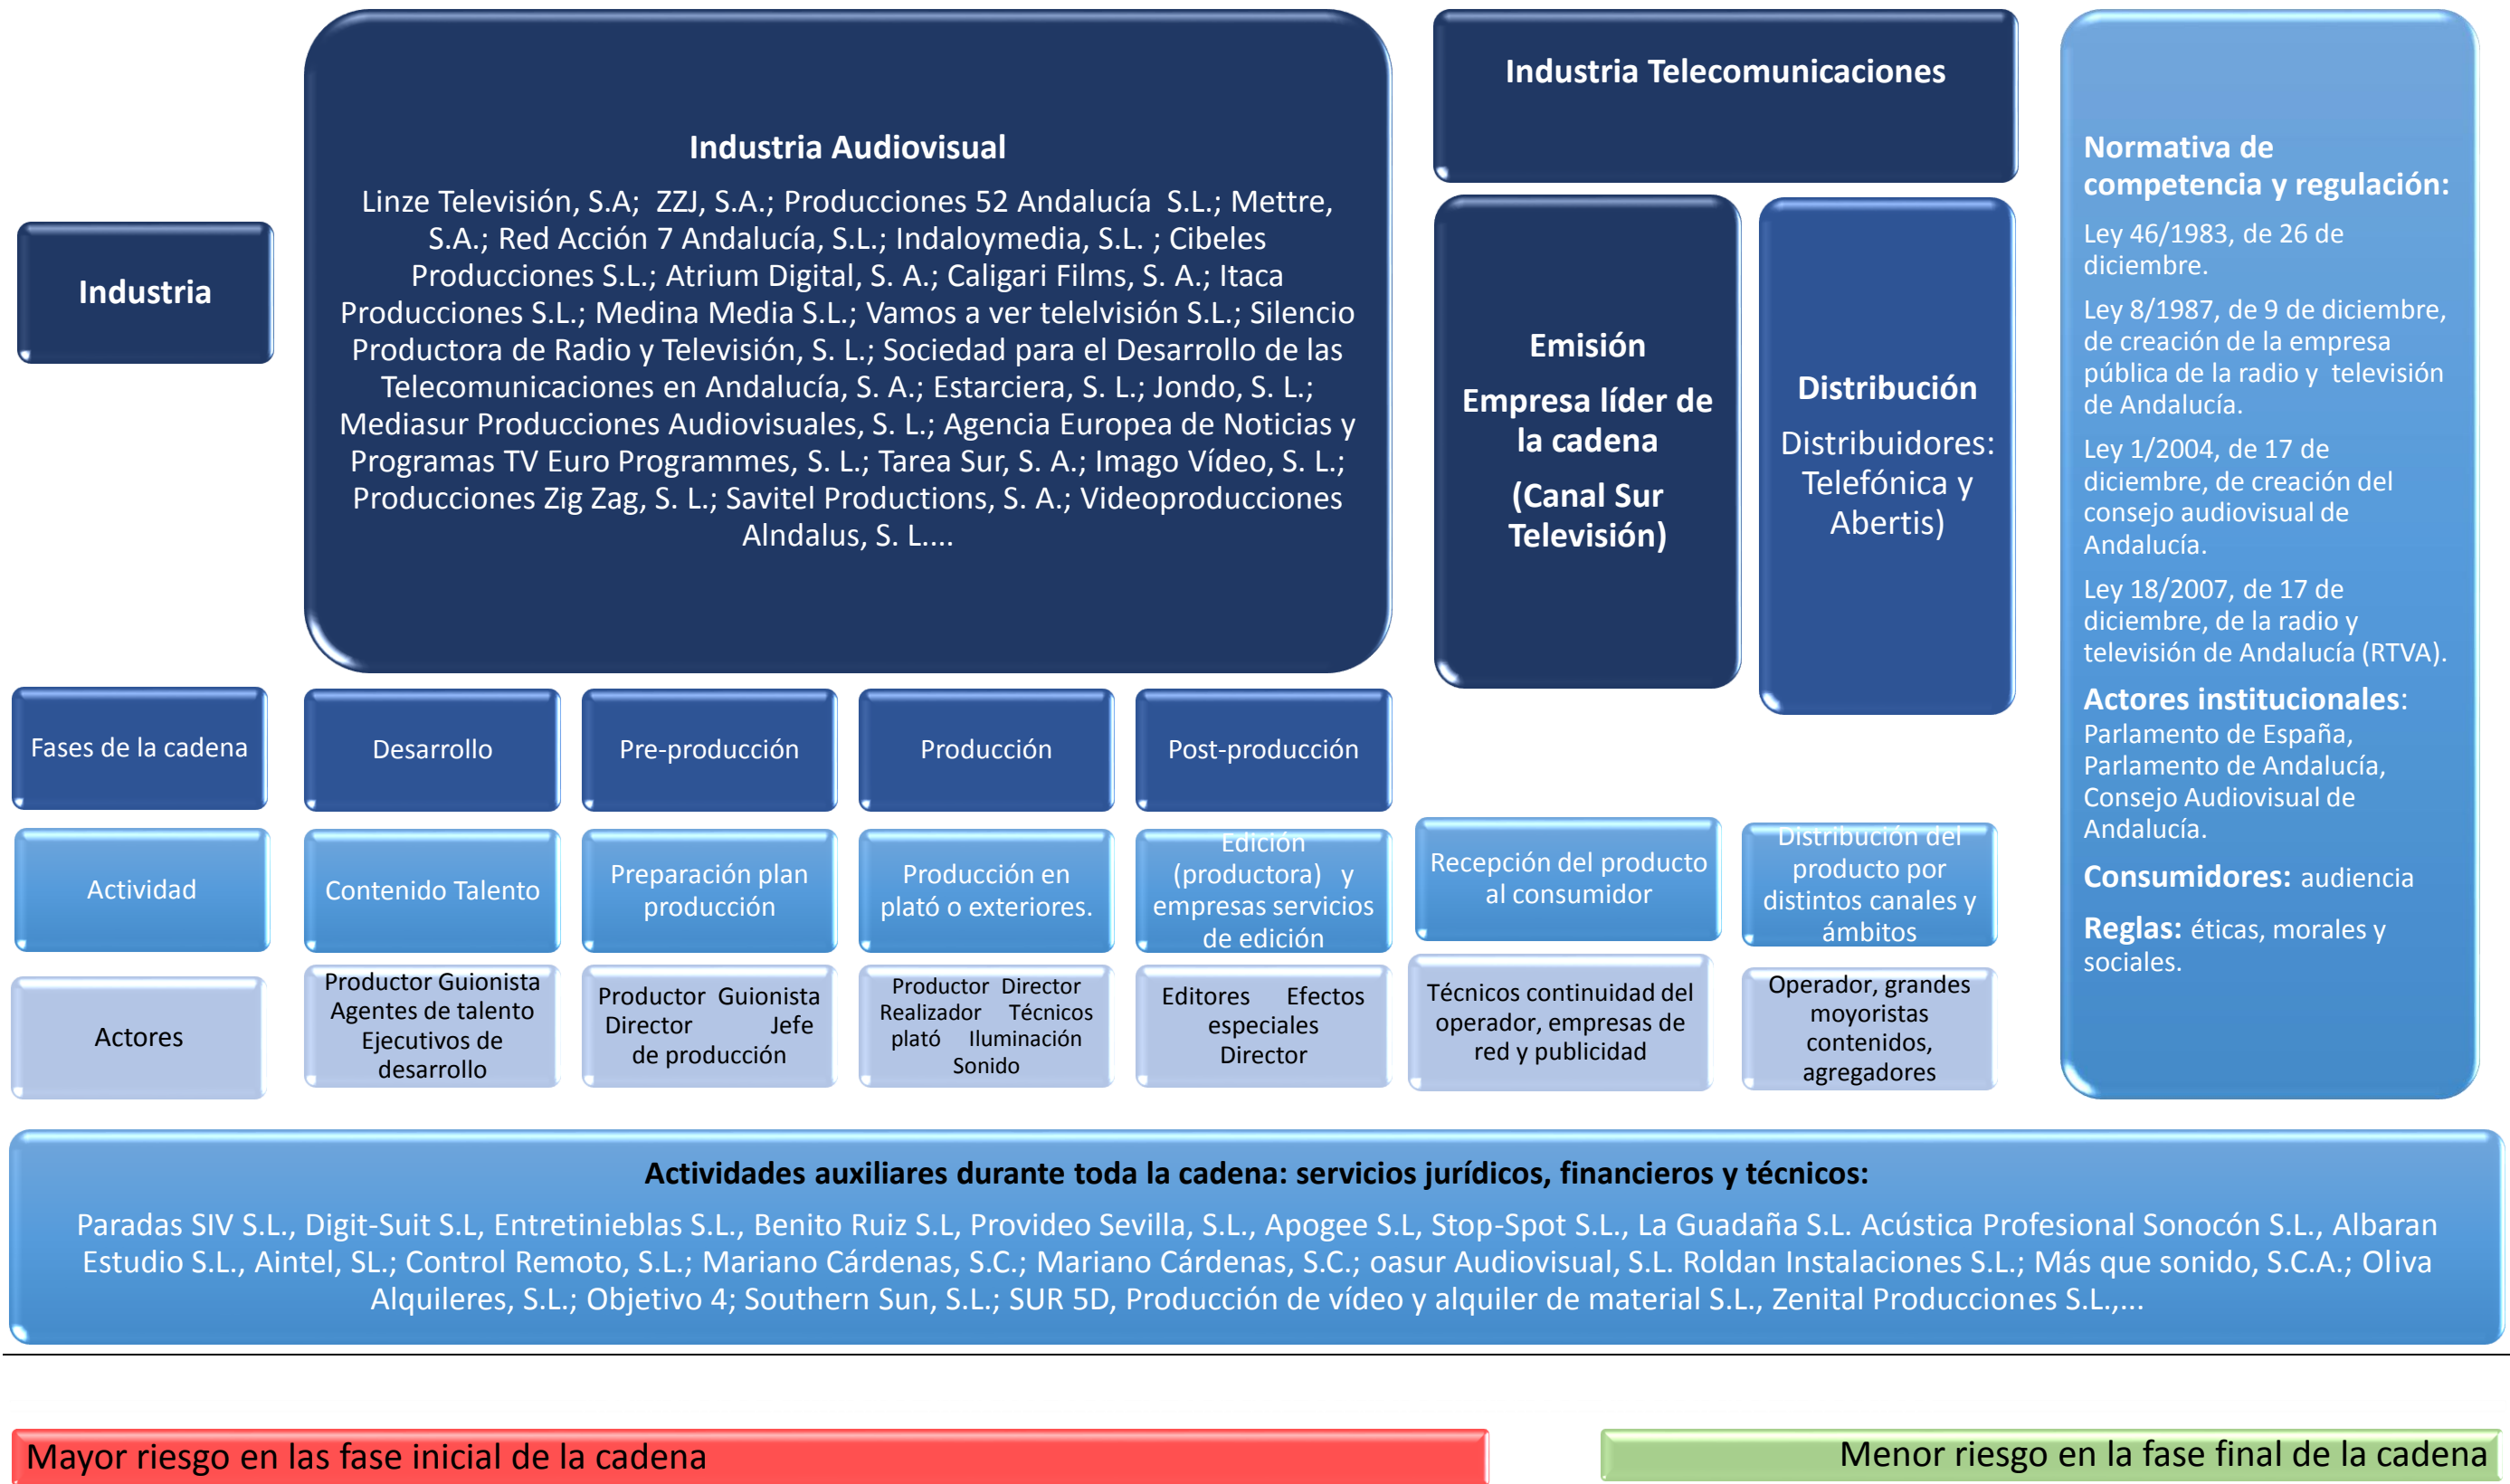 Industria
Industria Audiovisual
Linze Televisión, S.A;  ZZJ, S.A.; Producciones 52 Andalucía  S.L.; Mettre,
S.A.; Red Acción 7 Andalucía, S.L.; Indaloymedia, S.L. ; Cibeles
Producciones S.L.; Atrium Digital, S. A.; Caligari Films, S. A.; Itaca
Producciones S.L.; Medina Media S.L.; Vamos a ver telelvisión S.L.; Silencio
Productora de Radio y Televisión, S. L.; Sociedad para el Desarrollo de las
Telecomunicaciones en Andalucía, S. A.; Estarciera, S. L.; Jondo, S. L.;
Mediasur Producciones Audiovisuales, S. L.; Agencia Europea de Noticias y
Programas TV Euro Programmes, S. L.; Tarea Sur, S. A.; Imago Vídeo, S. L.;
Producciones Zig Zag, S. L.; Savitel Productions, S. A.; Videoproducciones
Alndalus, S. L....
Industria Telecomunicaciones
Emisión
Empresa líder de
la cadena
(Canal Sur
Televisión)
Distribución
Distribuidores:
Telefónica y
Abertis)
Normativa de
competencia y regulación:
Ley 46/1983, de 26 de
diciembre.
Ley 8/1987, de 9 de diciembre,
de creación de la empresa
pública de la radio y  televisión
de Andalucía.
Ley 1/2004, de 17 de
diciembre, de creación del
consejo audiovisual de
Andalucía.
Ley 18/2007, de 17 de
diciembre, de la radio y
televisión de Andalucía (RTVA).
Actores institucionales:
Parlamento de España,
Parlamento de Andalucía,
Consejo Audiovisual de
Andalucía.
Consumidores: audiencia
Reglas: éticas, morales y
sociales.
Fases de la cadena
Desarrollo
Pre-producción
Producción
Post-producción
Actividad
Contenido Talento
Preparación plan
producción
Producción en
plató o exteriores.
Edición
(productora)  y
empresas servicios
de edición
Recepción del producto
al consumidor
Distribución del
producto por
distintos canales y
ámbitos
Actores
Productor Guionista
Agentes de talento
Ejecutivos de
desarrollo
Productor  Guionista
Director Jefe
de producción
Productor  Director
Realizador Técnicos
plató Iluminación
Sonido
Editores Efectos
especiales
Director
Técnicos continuidad del
operador, empresas de
red y publicidad
Operador, grandes
moyoristas
contenidos,
agregadores
Actividades auxiliares durante toda la cadena: servicios jurídicos, financieros y técnicos:
Paradas SIV S.L., Digit-Suit S.L, Entretinieblas S.L., Benito Ruiz S.L, Provideo Sevilla, S.L., Apogee S.L, Stop-Spot S.L., La Guadaña S.L. Acústica Profesional Sonocón S.L., Albaran
Estudio S.L., Aintel, SL.; Control Remoto, S.L.; Mariano Cárdenas, S.C.; Mariano Cárdenas, S.C.; oasur Audiovisual, S.L. Roldan Instalaciones S.L.; Más que sonido, S.C.A.; Oliva
Alquileres, S.L.; Objetivo 4; Southern Sun, S.L.; SUR 5D, Producción de vídeo y alquiler de material S.L., Zenital Producciones S.L.,...
Mayor riesgo en las fase inicial de la cadena
Menor riesgo en la fase final de la cadena